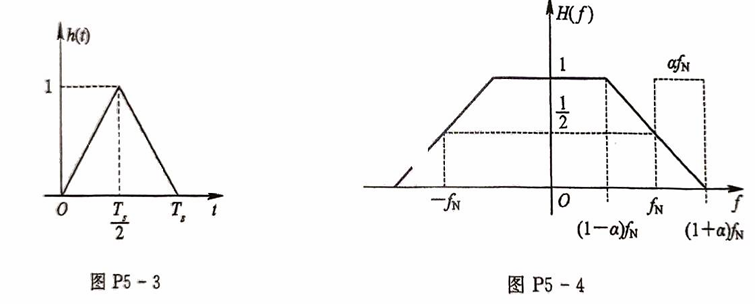 h(t)
1
O
T_s/2
T_s
t
图 P5-3
H(f)
1
αf_N
1/2
-f_N
O
f_N
f
(1-α)f_N
(1+α)f_N
图 P5-4